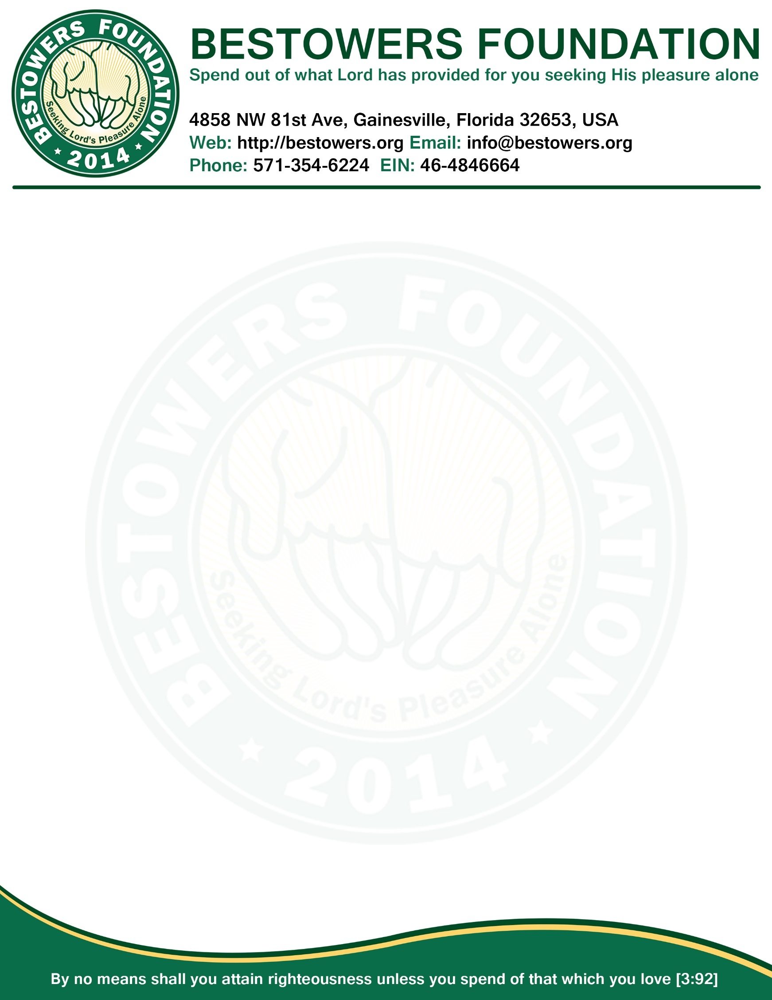 BESTOWERS FOUNDATION
Seeking Lord's Pleasure Alone
2014
BESTOWERS FOUNDATION
Spend out of what Lord has provided for you seeking His pleasure alone
4858 NW 81st Ave, Gainesville, Florida 32653, USA
Web: http://bestowers.org Email: info@bestowers.org
Phone: 571-354-6224 EIN: 46-4846664
BESTOWERS FOUNDATION
Seeking Lord's Pleasure Alone
2014
By no means shall you attain righteousness unless you spend of that which you love [3:92]